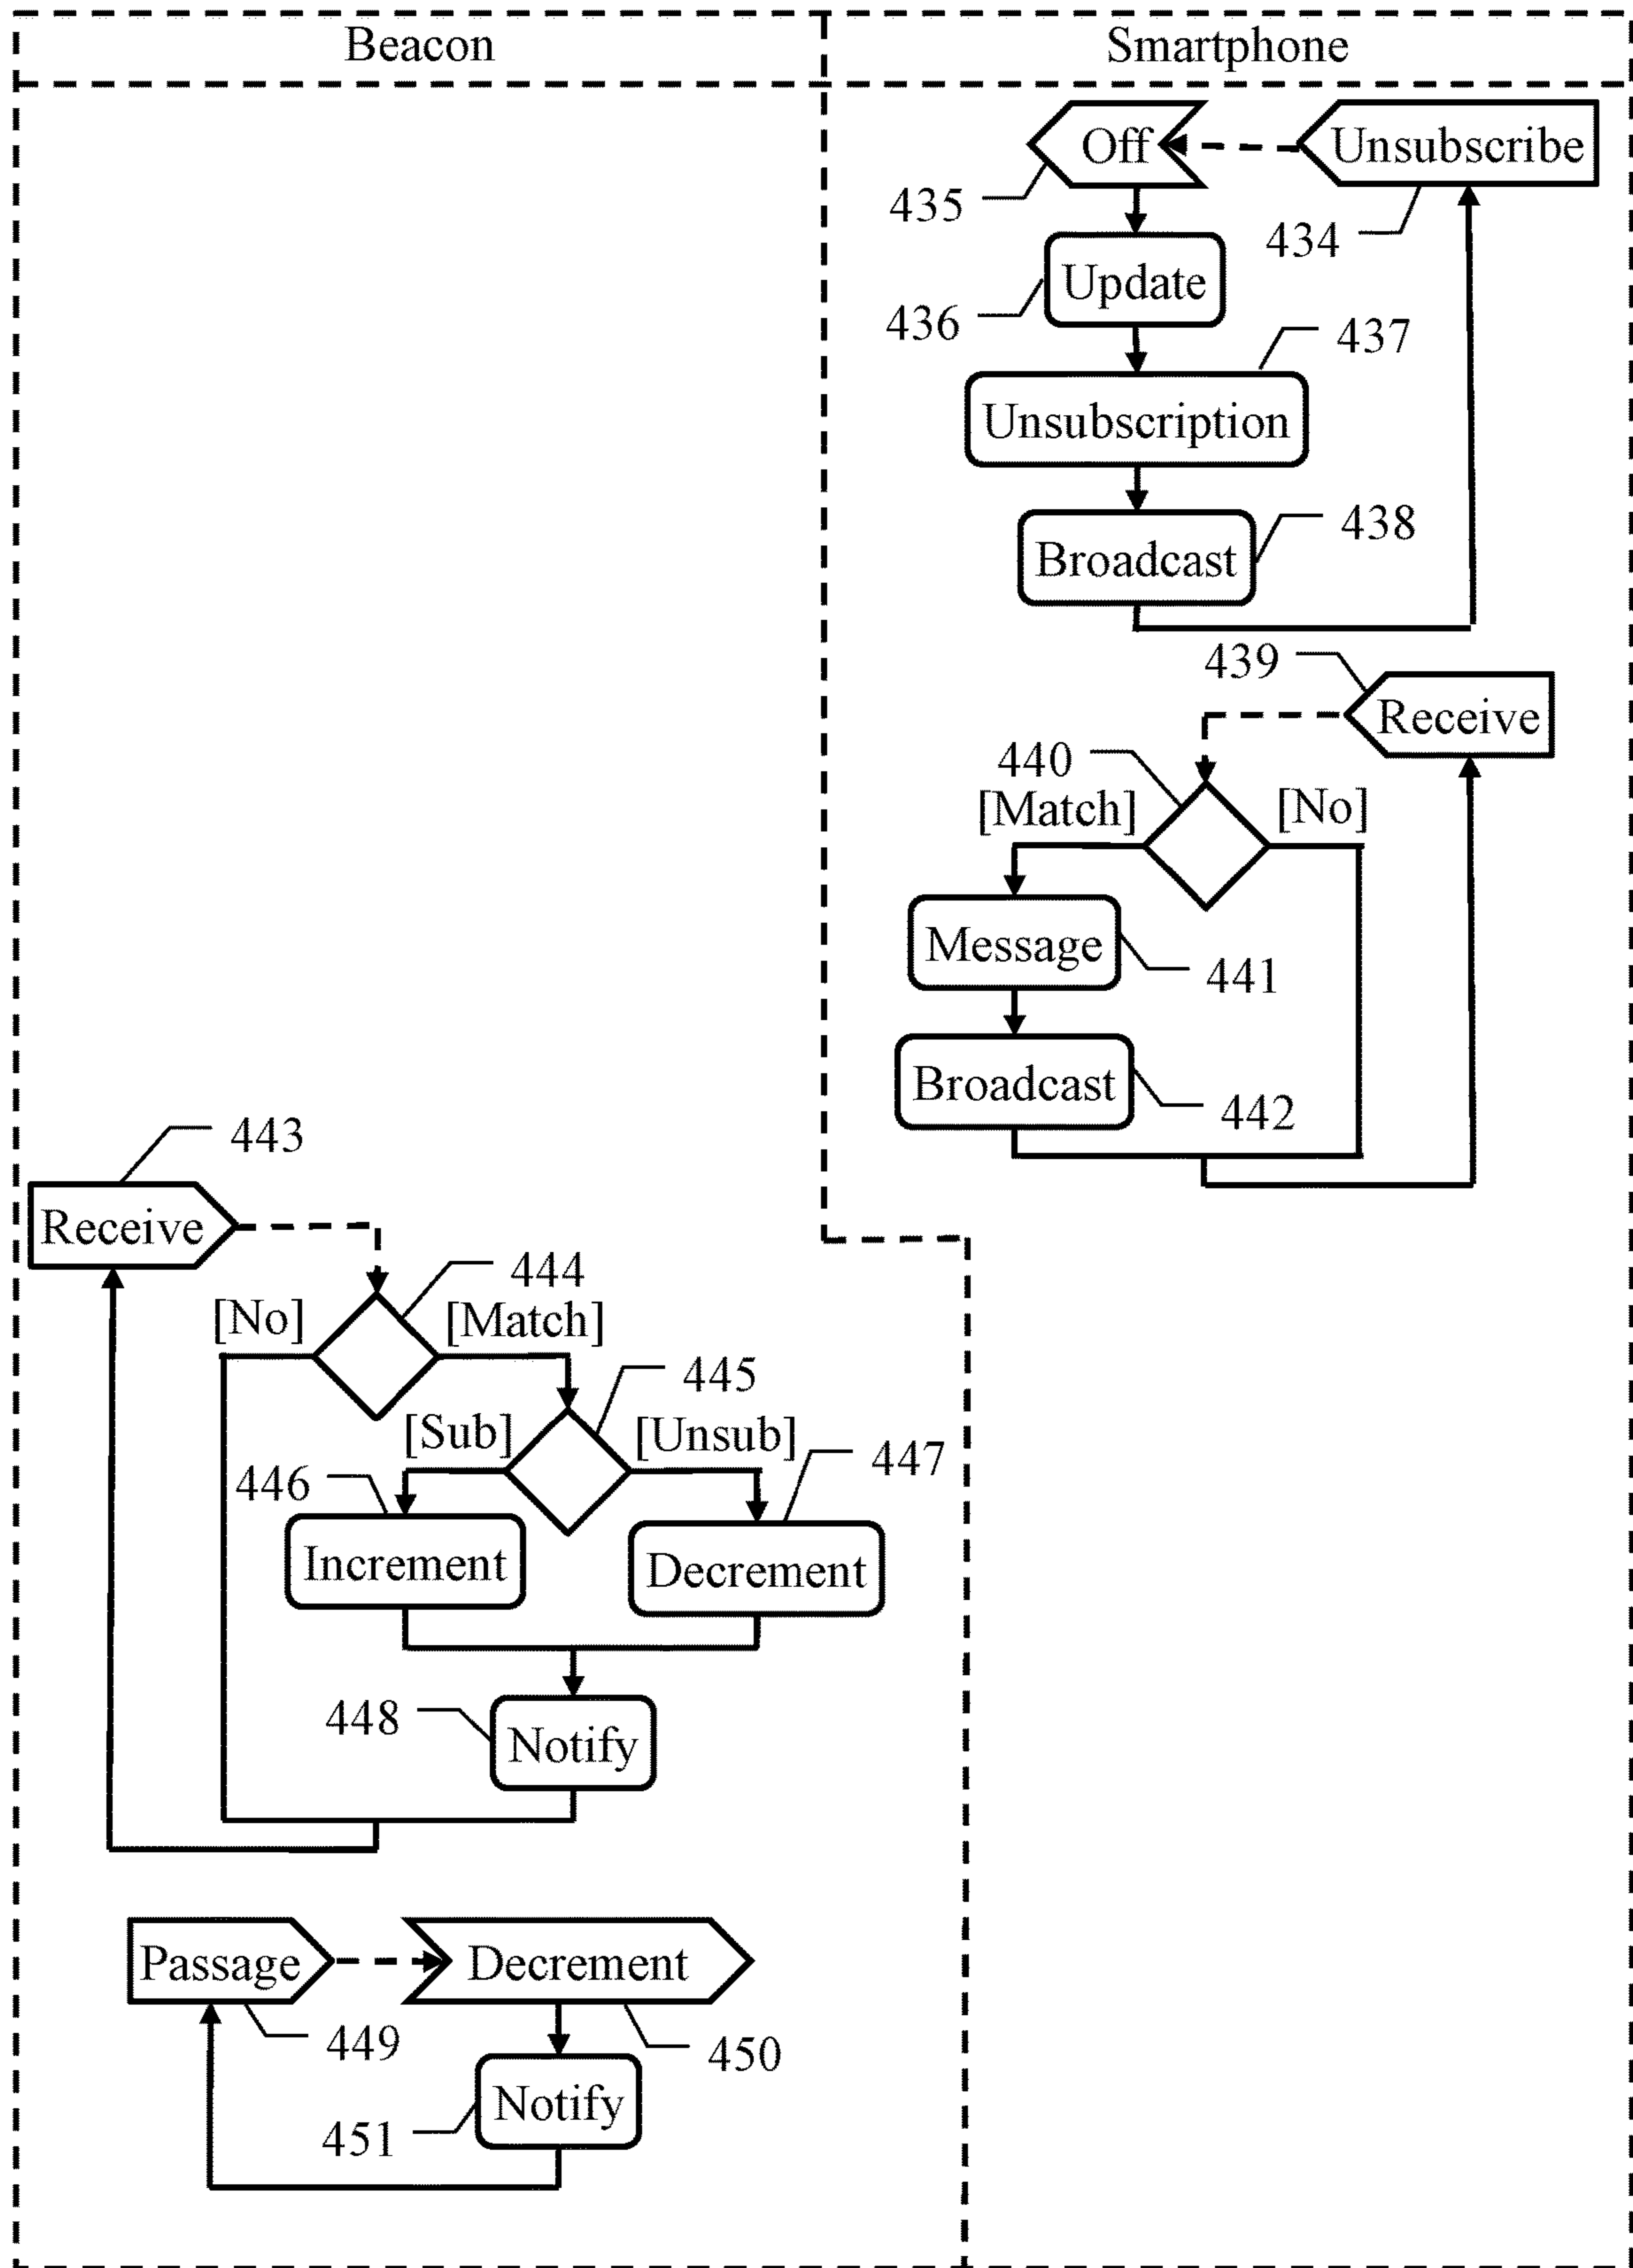 Beacon
Smartphone
Off
Unsubscribe
435
434
Update
436
437
Unsubscription
438
Broadcast
439
Receive
440
[Match]
[No]
Message
441
Broadcast
442
443
Receive
444
[No]
[Match]
445
[Sub]
[Unsub]
446
447
Increment
Decrement
448
Notify
Passage
Decrement
449
450
Notify
451